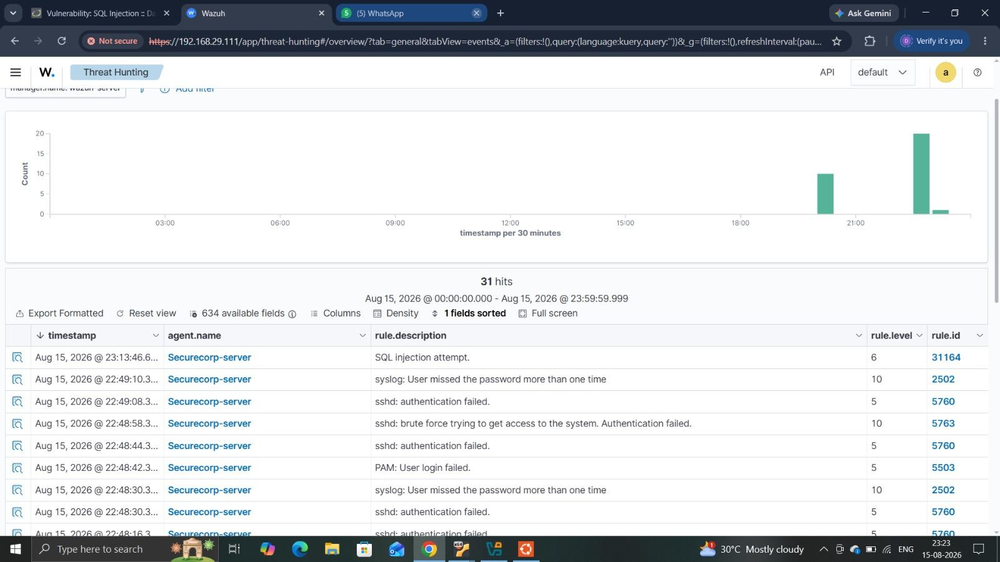 Vulnerability: SQL Injection :: Da
Wazuh
(5) WhatsApp
Ask Gemini
Not secure
https://192.168.29.111/app/threat-hunting#/overview/?tab=general&tabView=events&_a=(filters:!(),query:(language:kuery,query:''))&_g=(filters:!(),refreshInterval:(pau...
Verify it's you
W.
Threat Hunting
API
default
a
manager.name: wazuh-server
Add filter
Count
20
15
10
5
0
03:00 06:00 09:00 12:00 15:00 18:00 21:00
timestamp per 30 minutes
31 hits
Aug 15, 2026 @ 00:00:00.000 - Aug 15, 2026 @ 23:59:59.999
Export Formatted Reset view 634 available fields Columns Density 1 fields sorted Full screen
timestamp agent.name rule.description rule.level rule.id
Aug 15, 2026 @ 23:13:46.6... Securecorp-server SQL injection attempt. 6 31164
Aug 15, 2026 @ 22:49:10.3... Securecorp-server syslog: User missed the password more than one time 10 2502
Aug 15, 2026 @ 22:49:08.3... Securecorp-server sshd: authentication failed. 5 5760
Aug 15, 2026 @ 22:48:58.3... Securecorp-server sshd: brute force trying to get access to the system. Authentication failed. 10 5763
Aug 15, 2026 @ 22:48:44.3... Securecorp-server sshd: authentication failed. 5 5760
Aug 15, 2026 @ 22:48:42.3... Securecorp-server PAM: User login failed. 5 5503
Aug 15, 2026 @ 22:48:30.3... Securecorp-server syslog: User missed the password more than one time 10 2502
Aug 15, 2026 @ 22:48:30.3... Securecorp-server sshd: authentication failed. 5 5760
Aug 15, 2026 @ 22:48:16.3... Securecorp-server sshd: authentication failed. 5 5760
Type here to search
30°C Mostly cloudy
ENG
23:23
15-08-2026